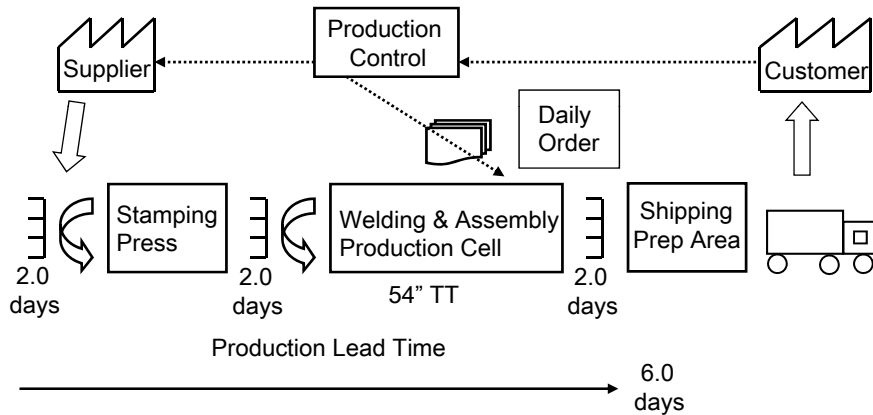 Production
Control
Supplier
Customer
Daily
Order
Stamping
Press
Welding & Assembly
Production Cell
Shipping
Prep Area
2.0
days
2.0
days
54” TT
2.0
days
Production Lead Time
6.0
days